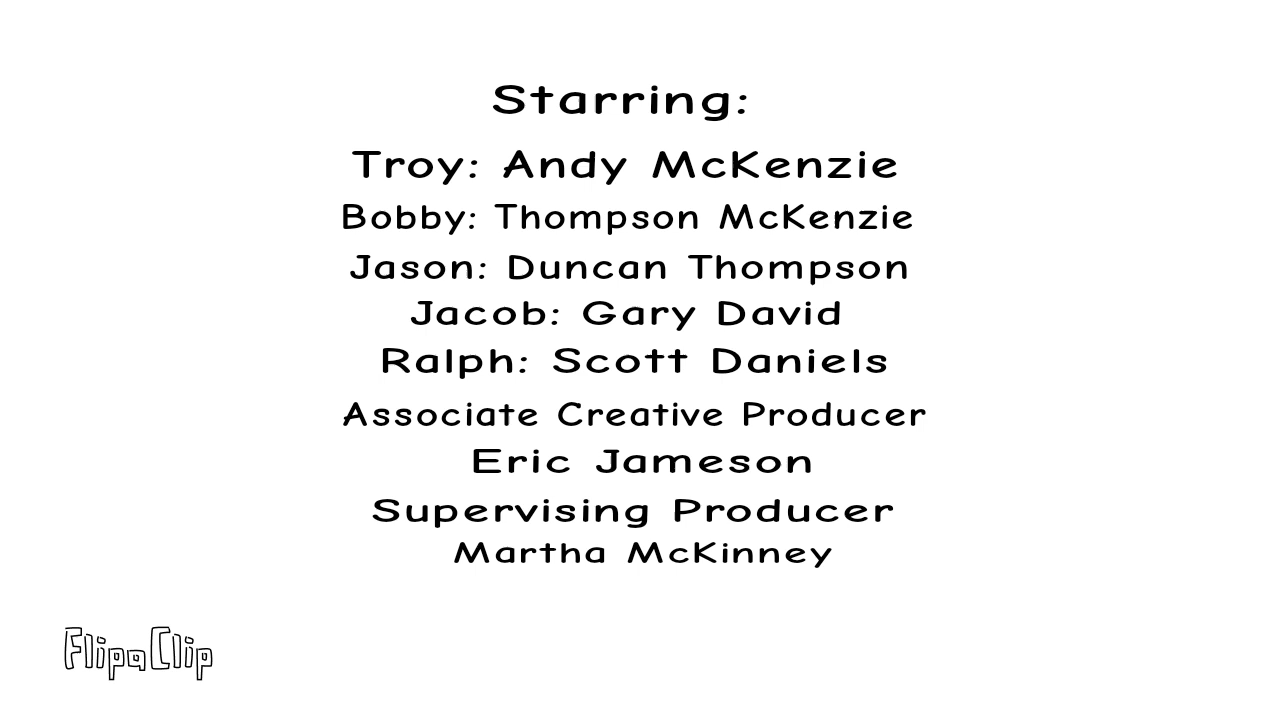 Starring:
Troy: Andy McKenzie
Bobby: Thompson McKenzie
Jason: Duncan Thompson
Jacob: Gary David
Ralph: Scott Daniels
Associate Creative Producer
Eric Jameson
Supervising Producer
Martha McKinney
FlipaClip